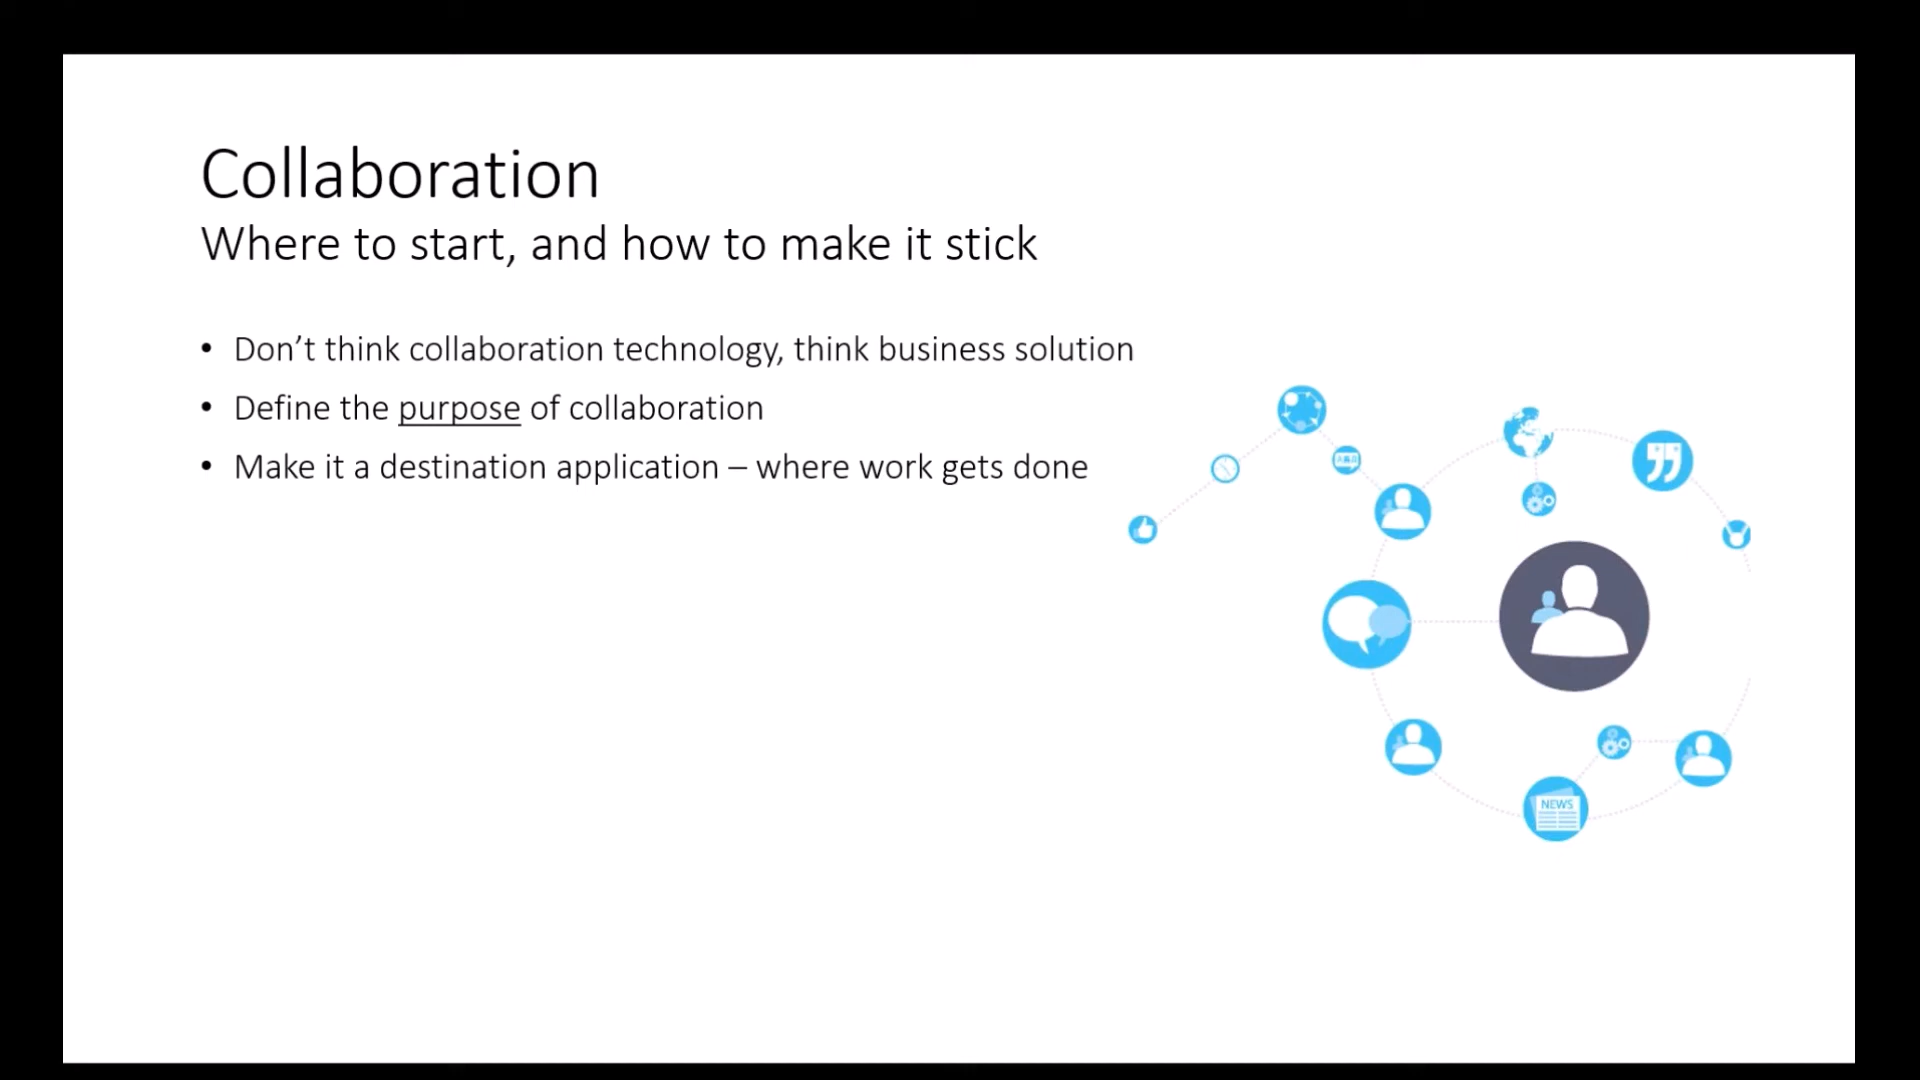 Collaboration
Where to start, and how to make it stick
• Don’t think collaboration technology, think business solution
• Define the purpose of collaboration
• Make it a destination application – where work gets done
NEWS